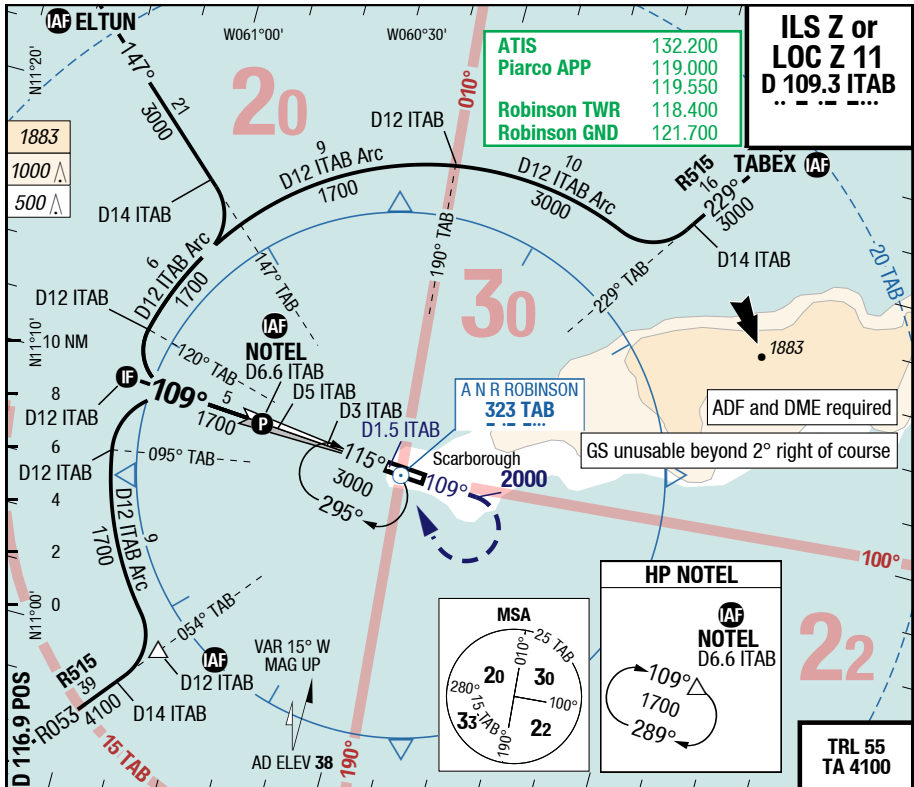 IAF ELTUN
W061°00'
W060°30'
ILS Z or
LOC Z 11
D 109.3 ITAB
ATIS 132.200
Piarco APP 119.000
119.550
Robinson TWR 118.400
Robinson GND 121.700
N11°20'
147°
21
3000
20
010°
D12 ITAB
9
D12 ITAB Arc
1700
10
D12 ITAB Arc
3000
R515
16
229°
3000
TABEX IAF
1883
1000
500
D14 ITAB
D14 ITAB
20 TAB
6
D12 ITAB Arc
1700
147° TAB
190° TAB
229° TAB
30
D12 ITAB
N11°10'
10 NM
8
6
4
2
0
120° TAB
IAF
NOTEL
D6.6 ITAB
D5 ITAB
1883
IF
109°
5
1700
P
D3 ITAB
D1.5 ITAB
A N R ROBINSON
323 TAB
ADF and DME required
D12 ITAB
115°
3000
295°
Scarborough
109°
2000
GS unusable beyond 2° right of course
D12 ITAB
095° TAB
9
D12 ITAB Arc
1700
100°
N11°00'
054° TAB
IAF
D12 ITAB
R515
39
4100
R053
D14 ITAB
D 116.9 POS
15 TAB
VAR 15° W
MAG UP
AD ELEV 38
190°
MSA
25 TAB
010°
20
30
280°
100°
15 TAB
33
22
190°
HP NOTEL
IAF
NOTEL
D6.6 ITAB
109°
1700
289°
22
TRL 55
TA 4100